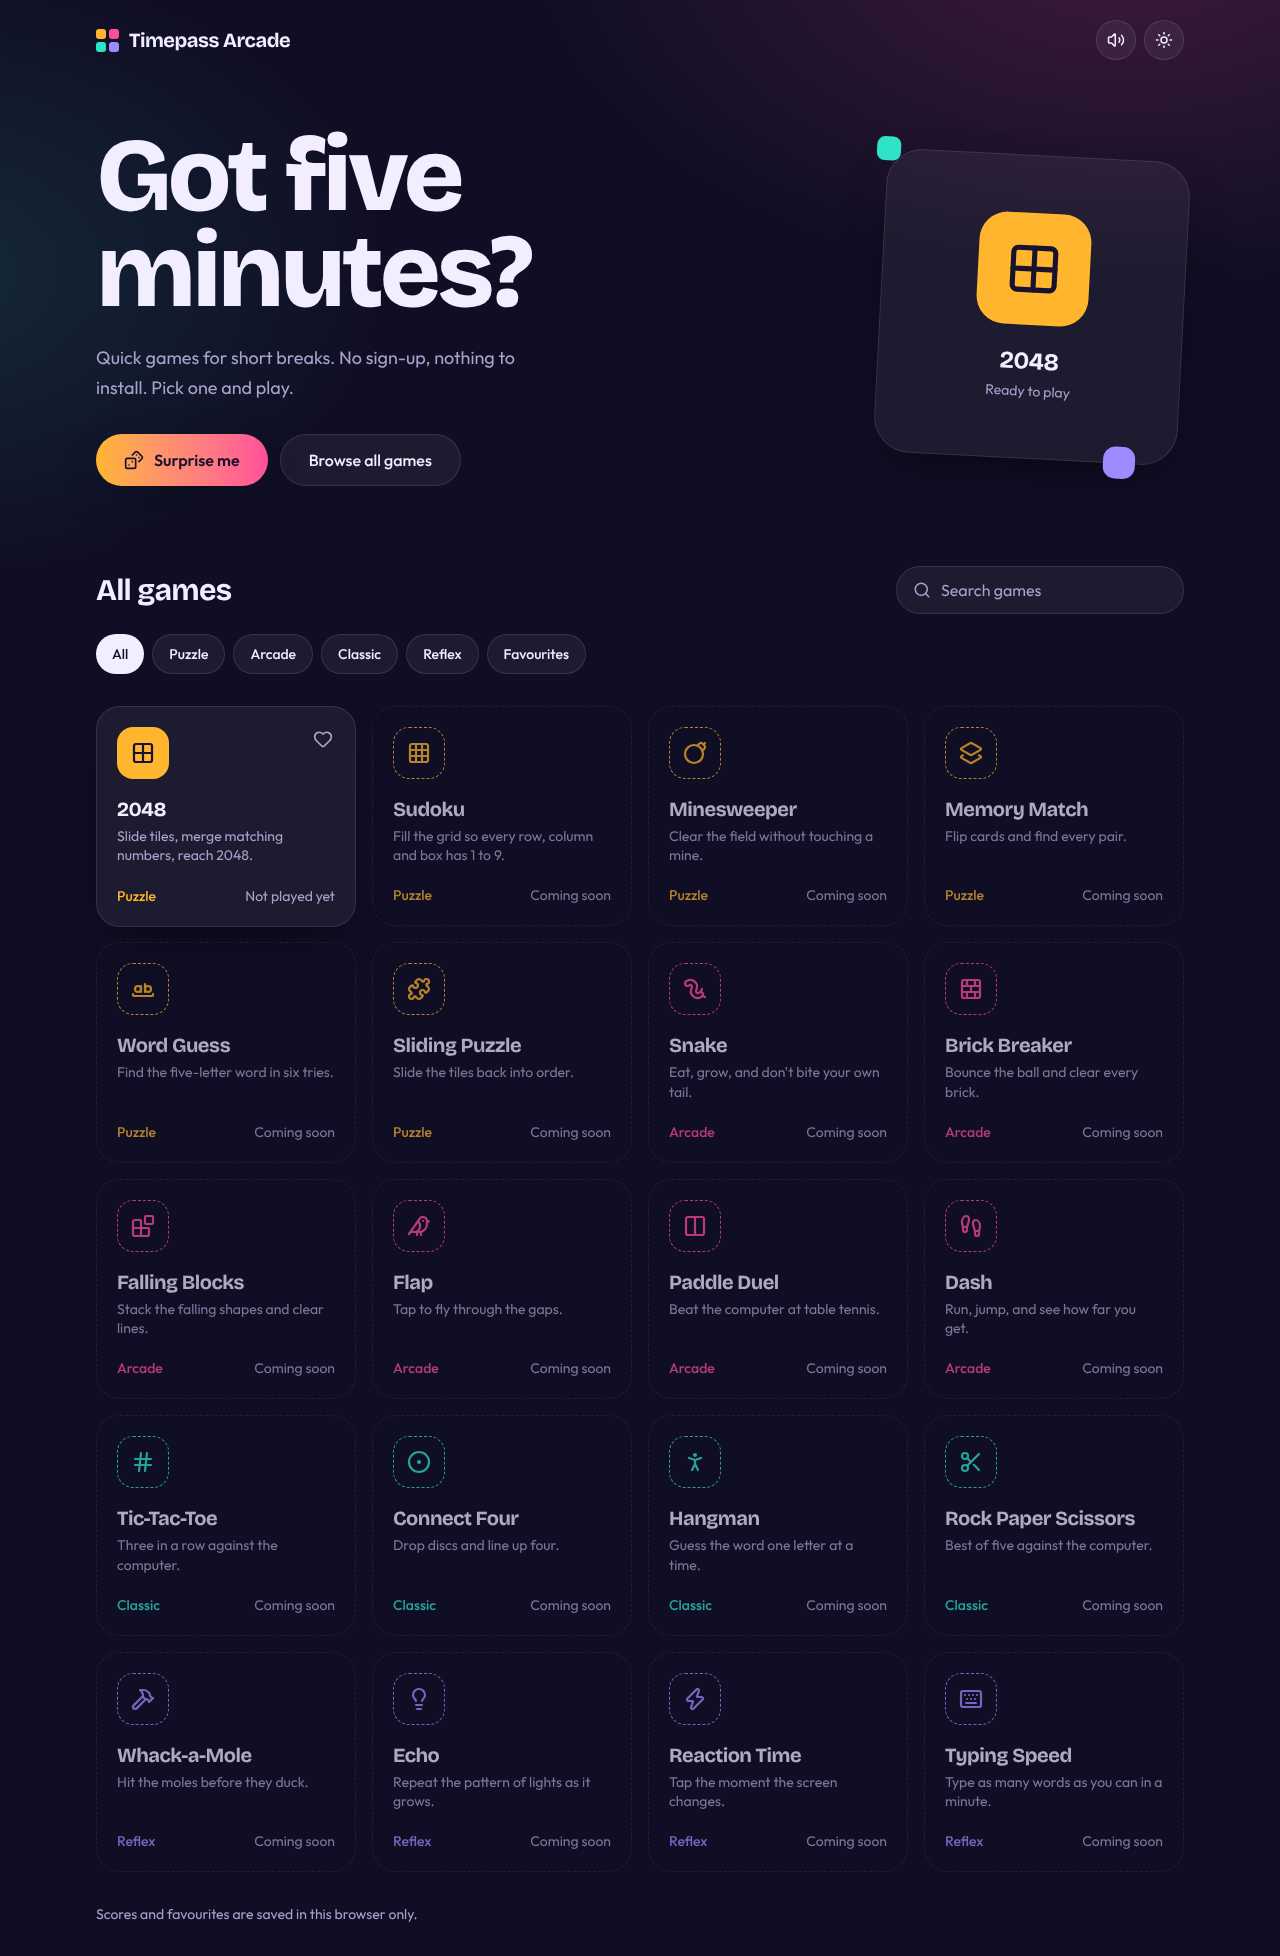 Timepass Arcade
Got five
minutes?
Quick games for short breaks. No sign-up, nothing to
install. Pick one and play.
Surprise me
Browse all games
2048
Ready to play
All games
Search games
All
Puzzle
Arcade
Classic
Reflex
Favourites
2048
Slide tiles, merge matching
numbers, reach 2048.
Puzzle
Not played yet
Sudoku
Fill the grid so every row, column
and box has 1 to 9.
Puzzle
Coming soon
Minesweeper
Clear the field without touching a
mine.
Puzzle
Coming soon
Memory Match
Flip cards and find every pair.
Puzzle
Coming soon
ab
Word Guess
Find the five-letter word in six tries.
Puzzle
Coming soon
Sliding Puzzle
Slide the tiles back into order.
Puzzle
Coming soon
Snake
Eat, grow, and don't bite your own
tail.
Arcade
Coming soon
Brick Breaker
Bounce the ball and clear every
brick.
Arcade
Coming soon
Falling Blocks
Stack the falling shapes and clear
lines.
Arcade
Coming soon
Flap
Tap to fly through the gaps.
Arcade
Coming soon
Paddle Duel
Beat the computer at table tennis.
Arcade
Coming soon
Dash
Run, jump, and see how far you
get.
Arcade
Coming soon
Tic-Tac-Toe
Three in a row against the
computer.
Classic
Coming soon
Connect Four
Drop discs and line up four.
Classic
Coming soon
Hangman
Guess the word one letter at a
time.
Classic
Coming soon
Rock Paper Scissors
Best of five against the computer.
Classic
Coming soon
Whack-a-Mole
Hit the moles before they duck.
Reflex
Coming soon
Echo
Repeat the pattern of lights as it
grows.
Reflex
Coming soon
Reaction Time
Tap the moment the screen
changes.
Reflex
Coming soon
Typing Speed
Type as many words as you can in a
minute.
Reflex
Coming soon
Scores and favourites are saved in this browser only.